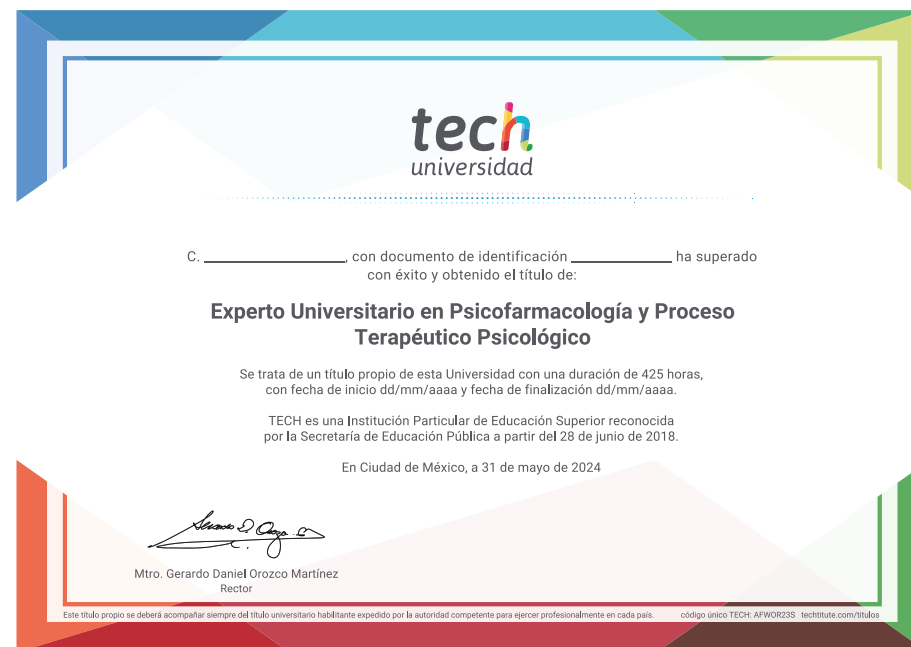 tech
universidad
C. ____________, con documento de identificación ____________ ha superado
con éxito y obtenido el título de:
Experto Universitario en Psicofarmacología y Proceso
Terapéutico Psicológico
Se trata de un título propio de esta Universidad con una duración de 425 horas,
con fecha de inicio dd/mm/aaaa y fecha de finalización dd/mm/aaaa.
TECH es una Institución Particular de Educación Superior reconocida
por la Secretaría de Educación Pública a partir del 28 de junio de 2018.
En Ciudad de México, a 31 de mayo de 2024
Mtro. Gerardo Daniel Orozco Martínez
Rector
Este título propio se deberá acompañar siempre del título universitario habilitante expedido por la autoridad competente para ejercer profesionalmente en cada país. código único TECH: AFWOR23S techtitute.com/titulos